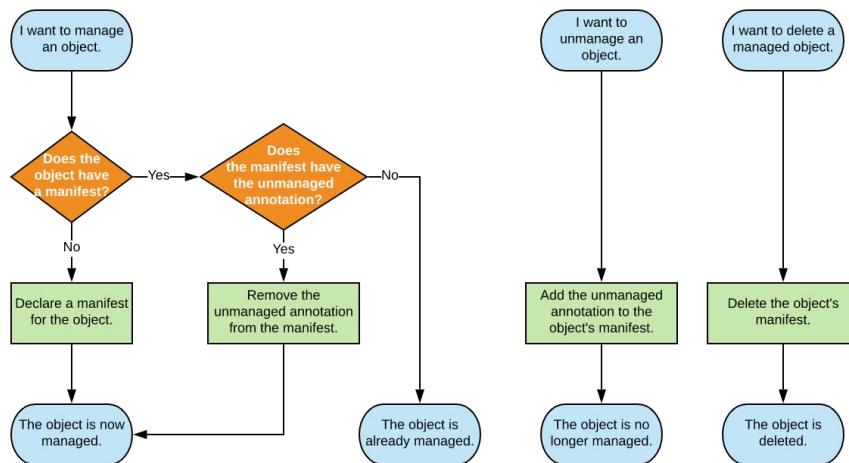 I want to manage
an object.
I want to
unmanage an
object.
I want to delete a
managed object.
Does the
object have
a manifest?
Yes
Does
the manifest have
the unmanaged
annotation?
No
No
Yes
Declare a manifest
for the object.
Remove the
unmanaged annotation
from the manifest.
Add the unmanaged
annotation to the
object's manifest.
Delete the object's
manifest.
The object is now
managed.
The object is
already managed.
The object is no
longer managed.
The object is
deleted.